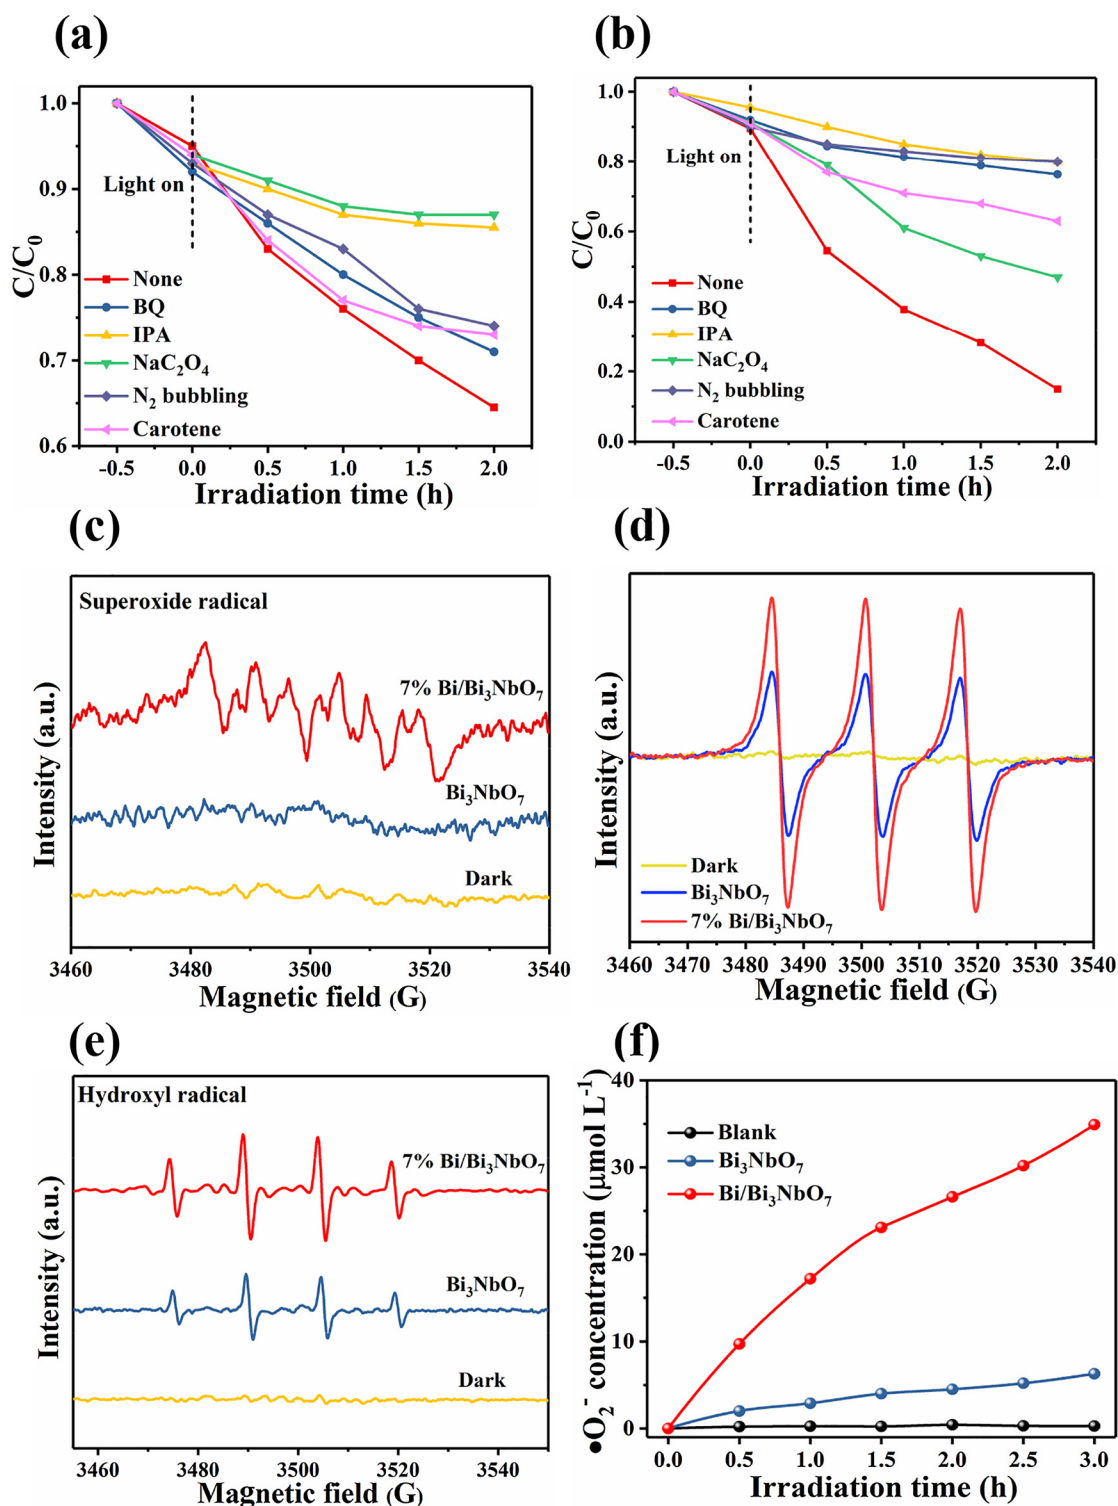 (a)
1.0
0.9
0.8
0.7
0.6
C/C₀
Light on
None
BQ
IPA
NaC₂O₄
N₂ bubbling
Carotene
-0.5 0.0 0.5 1.0 1.5 2.0
Irradiation time (h)
(b)
1.0
0.8
0.6
0.4
0.2
0.0
C/C₀
Light on
None
BQ
IPA
NaC₂O₄
N₂ bubbling
Carotene
-0.5 0.0 0.5 1.0 1.5 2.0
Irradiation time (h)
(c)
Superoxide radical
7% Bi/Bi₃NbO₇
Bi₃NbO₇
Dark
Intensity (a.u.)
3460 3480 3500 3520 3540
Magnetic field (G)
(d)
Intensity (a.u.)
Dark
Bi₃NbO₇
7% Bi/Bi₃NbO₇
3460 3470 3480 3490 3500 3510 3520 3530 3540
Magnetic field (G)
(e)
Hydroxyl radical
7% Bi/Bi₃NbO₇
Bi₃NbO₇
Dark
Intensity (a.u.)
3460 3480 3500 3520 3540
Magnetic field (G)
(f)
40
30
20
10
0
●O₂⁻ concentration (μmol L⁻¹)
Blank
Bi₃NbO₇
Bi/Bi₃NbO₇
0.0 0.5 1.0 1.5 2.0 2.5 3.0
Irradiation time (h)